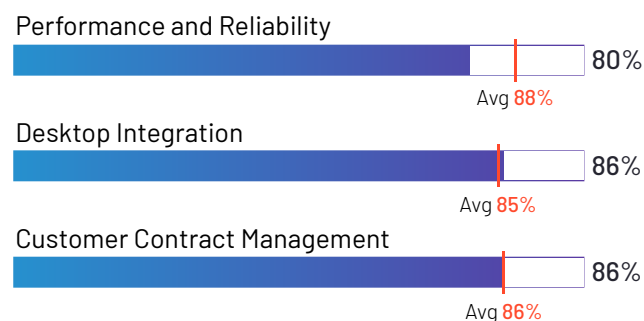 Performance and Reliability
80%
Avg 88%
Desktop Integration
86%
Avg 85%
Customer Contract Management
86%
Avg 86%